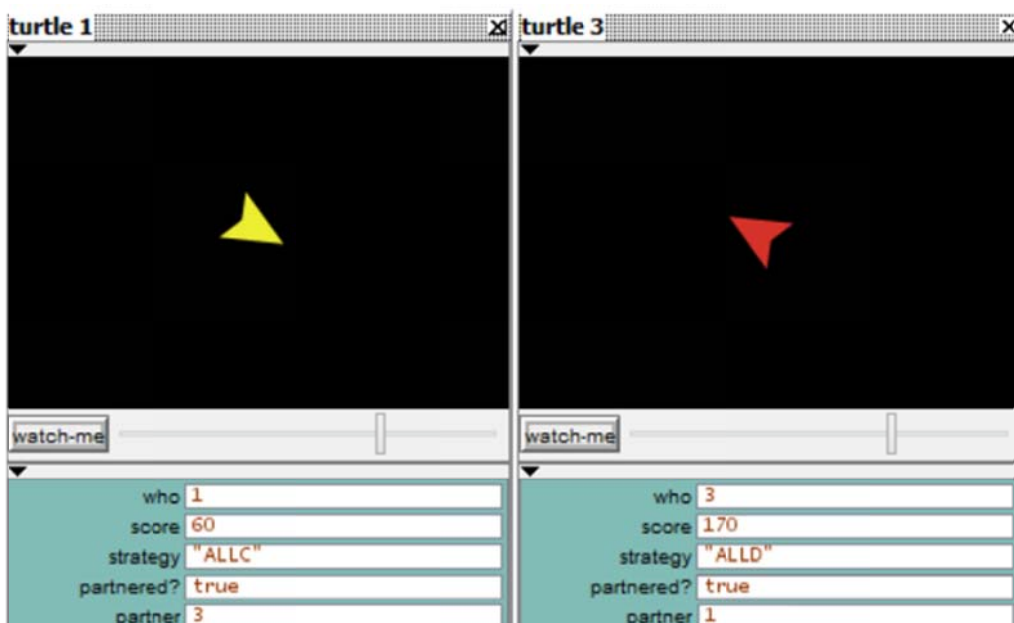 turtle 1
watch-me
who 1
score 60
strategy "ALLC"
partnered? true
partner 3
turtle 3
watch-me
who 3
score 170
strategy "ALLD"
partnered? true
partner 1